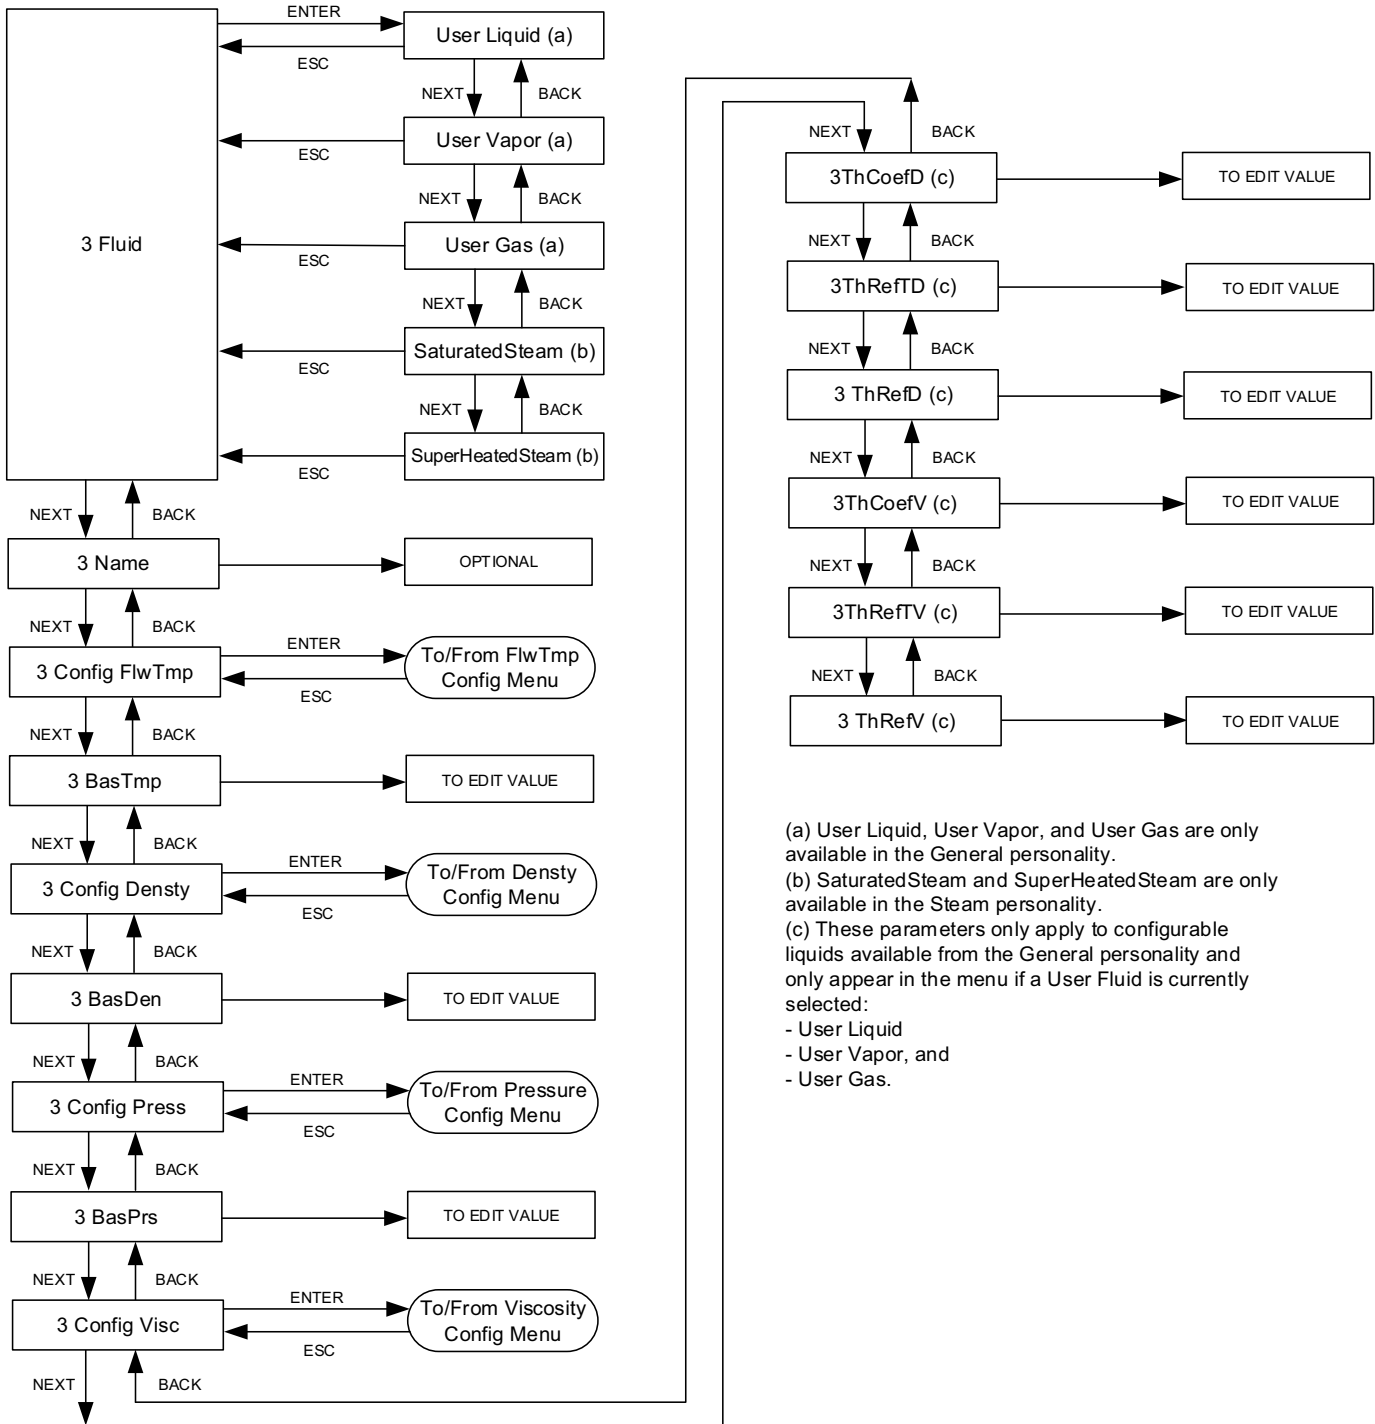 ENTER
User Liquid (a)
ESC
NEXT
BACK
User Vapor (a)
ESC
NEXT
BACK
3 Fluid
User Gas (a)
ESC
NEXT
BACK
SaturatedSteam (b)
ESC
NEXT
BACK
SuperHeatedSteam (b)
ESC
NEXT
BACK
3 Name
OPTIONAL
NEXT
BACK
3 Config FlwTmp
ENTER
ESC
To/From FlwTmp
Config Menu
NEXT
BACK
3 BasTmp
TO EDIT VALUE
NEXT
BACK
3 Config Densty
ENTER
ESC
To/From Densty
Config Menu
NEXT
BACK
3 BasDen
TO EDIT VALUE
NEXT
BACK
3 Config Press
ENTER
ESC
To/From Pressure
Config Menu
NEXT
BACK
3 BasPrs
TO EDIT VALUE
NEXT
BACK
3 Config Visc
ENTER
ESC
To/From Viscosity
Config Menu
NEXT
BACK
NEXT
BACK
3ThCoefD (c)
TO EDIT VALUE
NEXT
BACK
3ThRefTD (c)
TO EDIT VALUE
NEXT
BACK
3 ThRefD (c)
TO EDIT VALUE
NEXT
BACK
3ThCoefV (c)
TO EDIT VALUE
NEXT
BACK
3ThRefTV (c)
TO EDIT VALUE
NEXT
BACK
3 ThRefV (c)
TO EDIT VALUE
(a) User Liquid, User Vapor, and User Gas are only
available in the General personality.
(b) SaturatedSteam and SuperHeatedSteam are only
available in the Steam personality.
(c) These parameters only apply to configurable
liquids available from the General personality and
only appear in the menu if a User Fluid is currently
selected:
- User Liquid
- User Vapor, and
- User Gas.